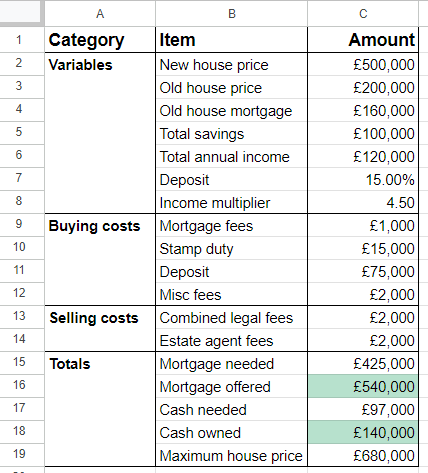 A B C
1 Category Item Amount
2 Variables New house price £500,000
3 Old house price £200,000
4 Old house mortgage £160,000
5 Total savings £100,000
6 Total annual income £120,000
7 Deposit 15.00%
8 Income multiplier 4.50
9 Buying costs Mortgage fees £1,000
10 Stamp duty £15,000
11 Deposit £75,000
12 Misc fees £2,000
13 Selling costs Combined legal fees £2,000
14 Estate agent fees £2,000
15 Totals Mortgage needed £425,000
16 Mortgage offered £540,000
17 Cash needed £97,000
18 Cash owned £140,000
19 Maximum house price £680,000